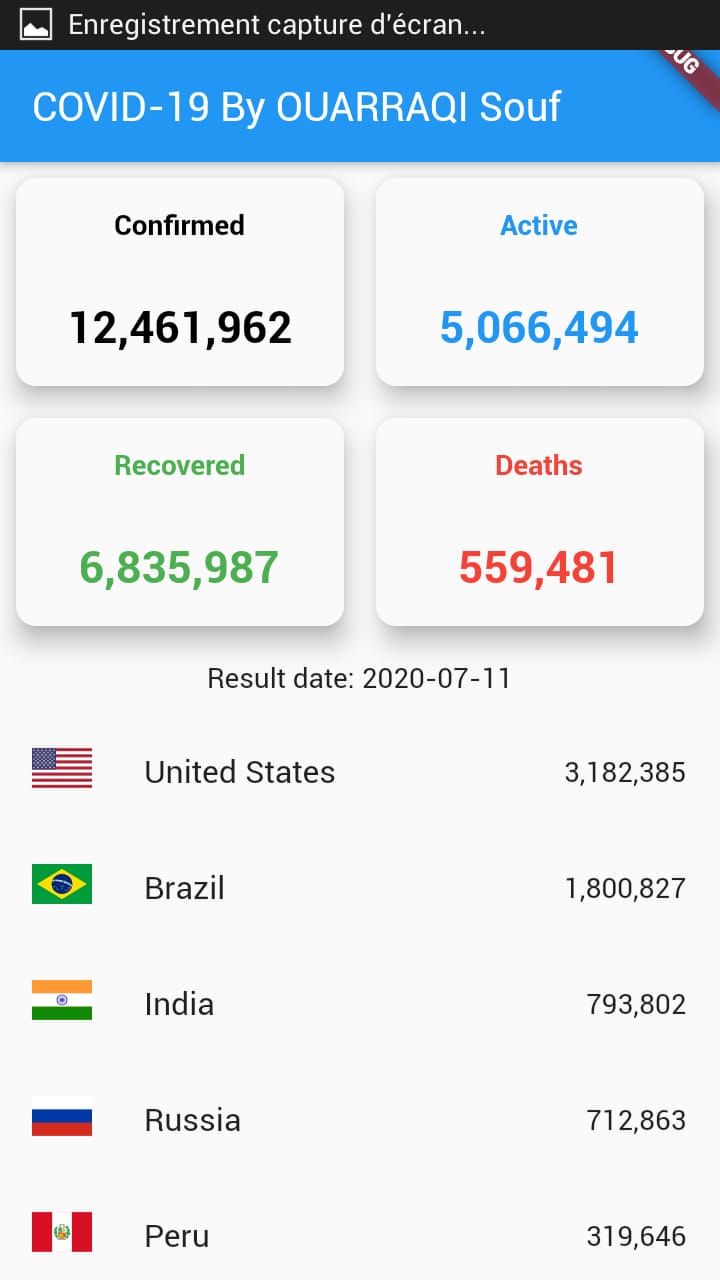 Enregistrement capture d'écran...
COVID-19 By OUARRAQI Souf
Confirmed
12,461,962
Active
5,066,494
Recovered
6,835,987
Deaths
559,481
Result date: 2020-07-11
United States 3,182,385
Brazil 1,800,827
India 793,802
Russia 712,863
Peru 319,646